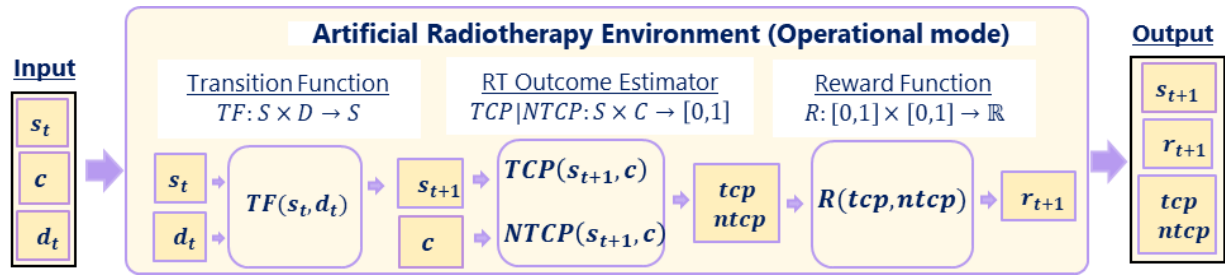 Artificial Radiotherapy Environment (Operational mode)
Input
s_t
c
d_t
Transition Function
TF: S × D → S
RT Outcome Estimator
TCP|NTCP: S × C → [0,1]
Reward Function
R: [0,1] × [0,1] → ℝ
s_t
d_t
TF(s_t, d_t)
s_{t+1}
c
TCP(s_{t+1}, c)
NTCP(s_{t+1}, c)
tcp
ntcp
R(tcp, ntcp)
r_{t+1}
Output
s_{t+1}
r_{t+1}
tcp
ntcp